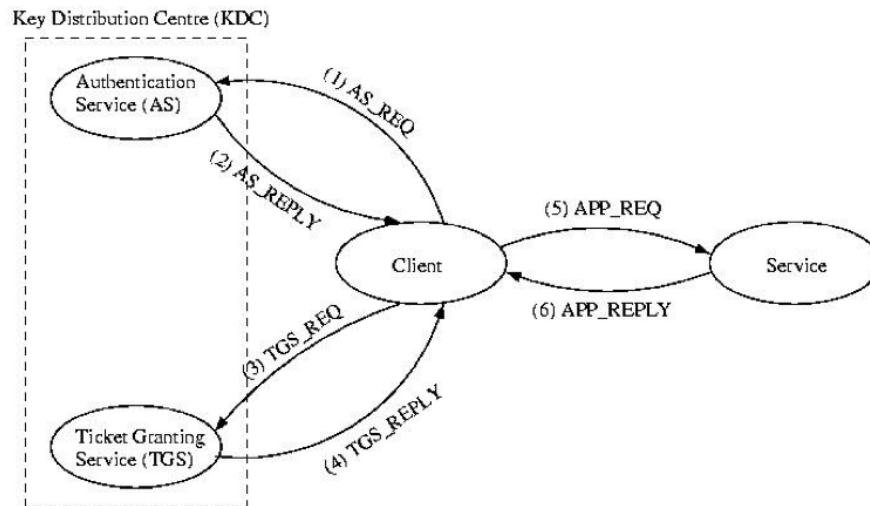 Key Distribution Centre (KDC)
Authentication
Service (AS)
(1) AS_REQ
(2) AS_REPLY
(5) APP_REQ
Client
Service
(6) APP_REPLY
(3) TGS_REQ
(4) TGS_REPLY
Ticket Granting
Service (TGS)